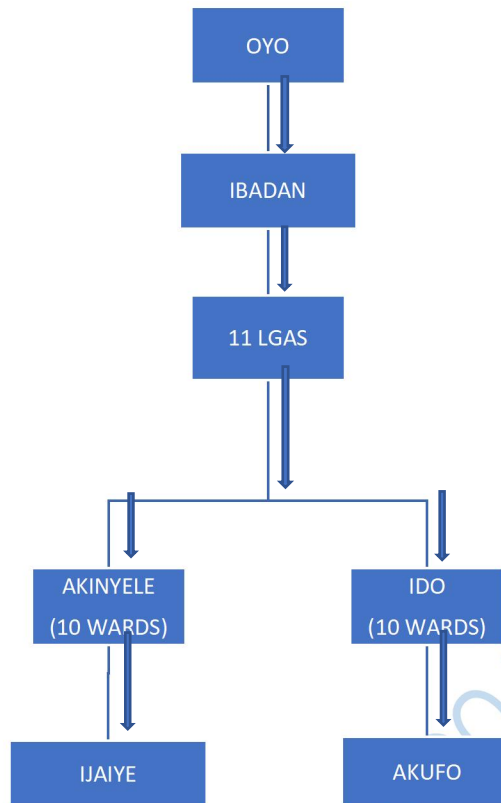 OYO
IBADAN
11 LGAS
AKINYELE
(10 WARDS)
IDO
(10 WARDS)
IJAIYE
AKUFO